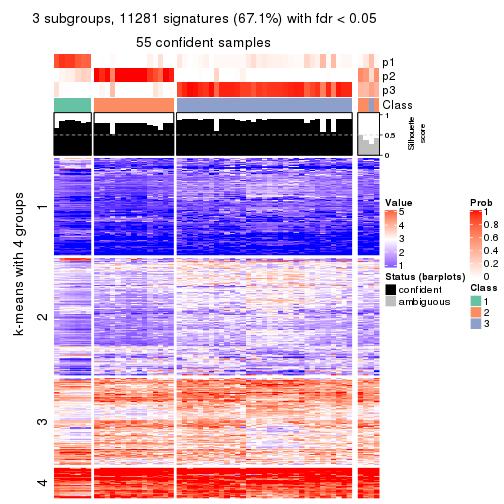 3 subgroups, 11281 signatures (67.1%) with fdr < 0.05
55 confident samples
p1
p2
p3
Class
1
0.5
0
Silhouette
score
k-means with 4 groups
1
2
3
4
Value
5
4
3
2
1
Status (barplots)
confident
ambiguous
Prob
1
0.8
0.6
0.4
0.2
0
Class
1
2
3